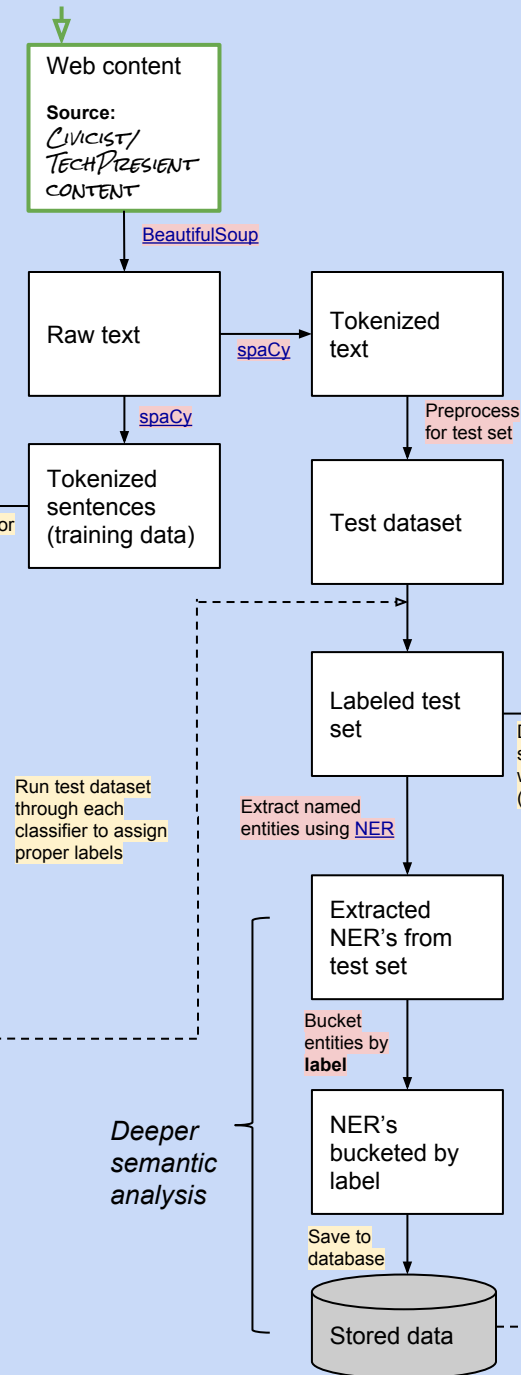 Web content
Source:
Civicist/
TechPresient
content
BeautifulSoup
Raw text
spaCy
Tokenized
text
spaCy
Preprocess
for test set
Tokenized
sentences
(training data)
or
Test dataset
Labeled test
set
Run test dataset
through each
classifier to assign
proper labels
Extract named
entities using NER
Extracted
NER's from
test set
Bucket
entities by
label
Deeper
semantic
analysis
NER's
bucketed by
label
Save to
database
Stored data